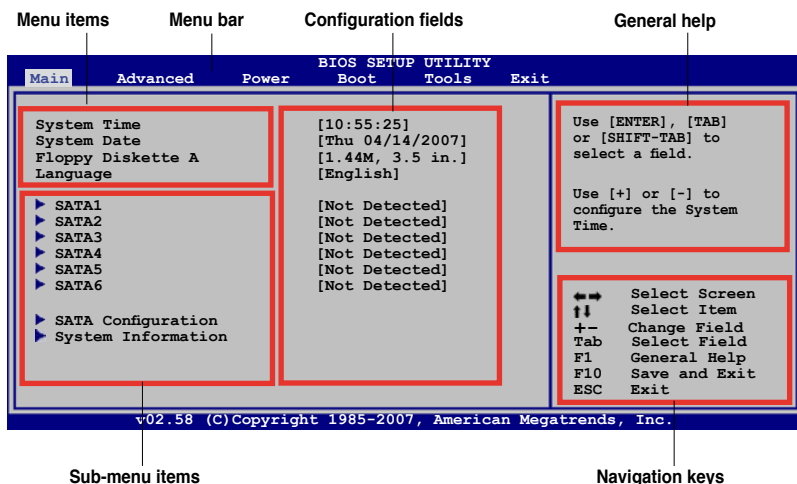 Menu items Menu bar Configuration fields General help
BIOS SETUP UTILITY
Main Advanced Power Boot Tools Exit
System Time [10:55:25]
System Date [Thu 04/14/2007]
Floppy Diskette A [1.44M, 3.5 in.]
Language [English]
SATA1 [Not Detected]
SATA2 [Not Detected]
SATA3 [Not Detected]
SATA4 [Not Detected]
SATA5 [Not Detected]
SATA6 [Not Detected]
SATA Configuration
System Information
Use [ENTER], [TAB]
or [SHIFT-TAB] to
select a field.
Use [+] or [-] to
configure the System
Time.
←→ Select Screen
↑↓ Select Item
+- Change Field
Tab Select Field
F1 General Help
F10 Save and Exit
ESC Exit
v02.58 (C)Copyright 1985-2007, American Megatrends, Inc.
Sub-menu items Navigation keys